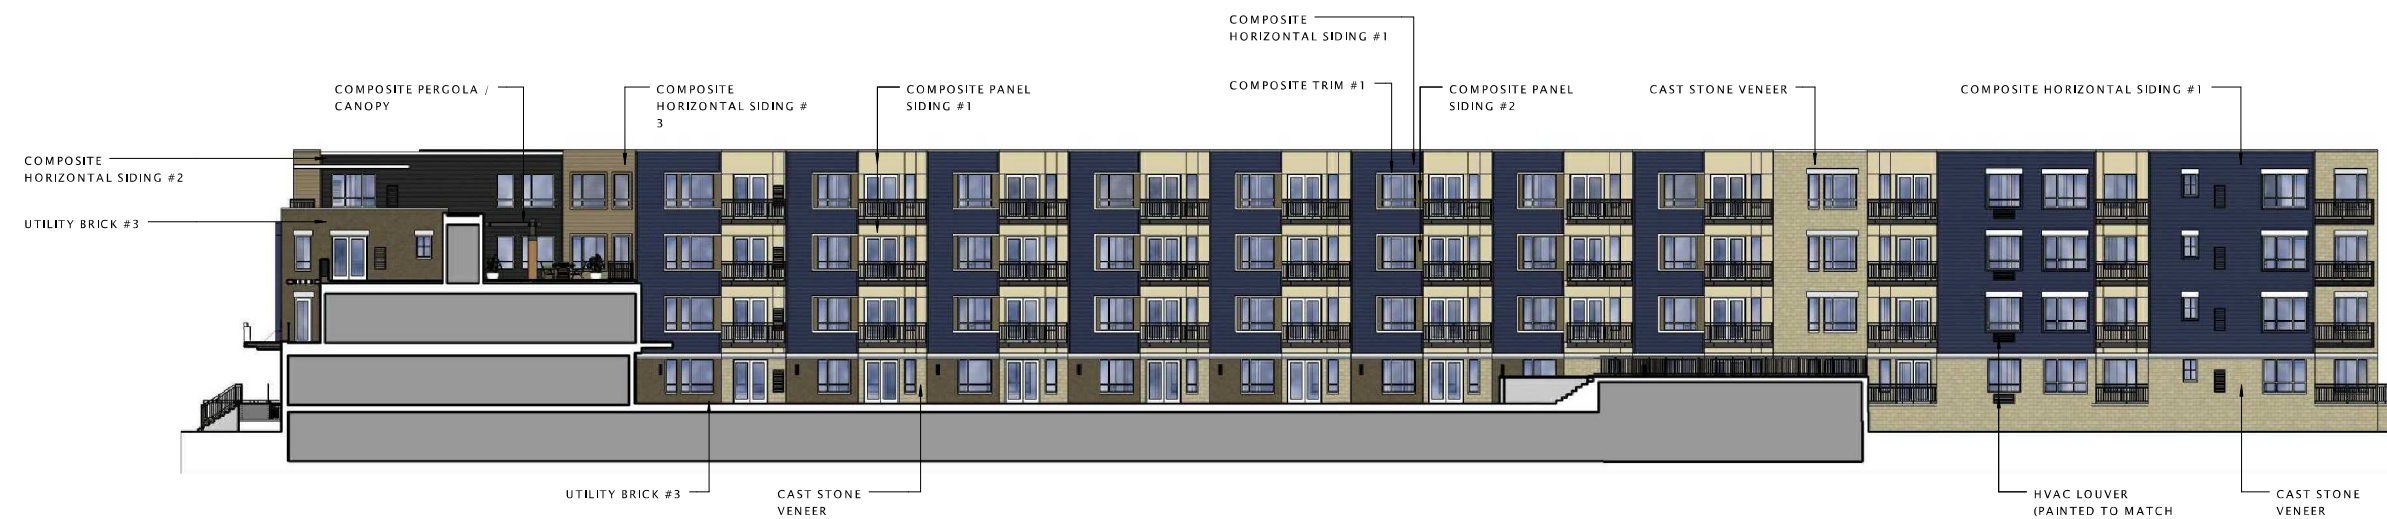 COMPOSITE
HORIZONTAL SIDING #1
COMPOSITE PERGOLA /
CANOPY
COMPOSITE
HORIZONTAL SIDING #
3
COMPOSITE PANEL
SIDING #1
COMPOSITE TRIM #1
COMPOSITE PANEL
SIDING #2
CAST STONE VENEER
COMPOSITE HORIZONTAL SIDING #1
COMPOSITE
HORIZONTAL SIDING #2
UTILITY BRICK #3
UTILITY BRICK #3
CAST STONE
VENEER
HVAC LOUVER
(PAINTED TO MATCH
CAST STONE
VENEER